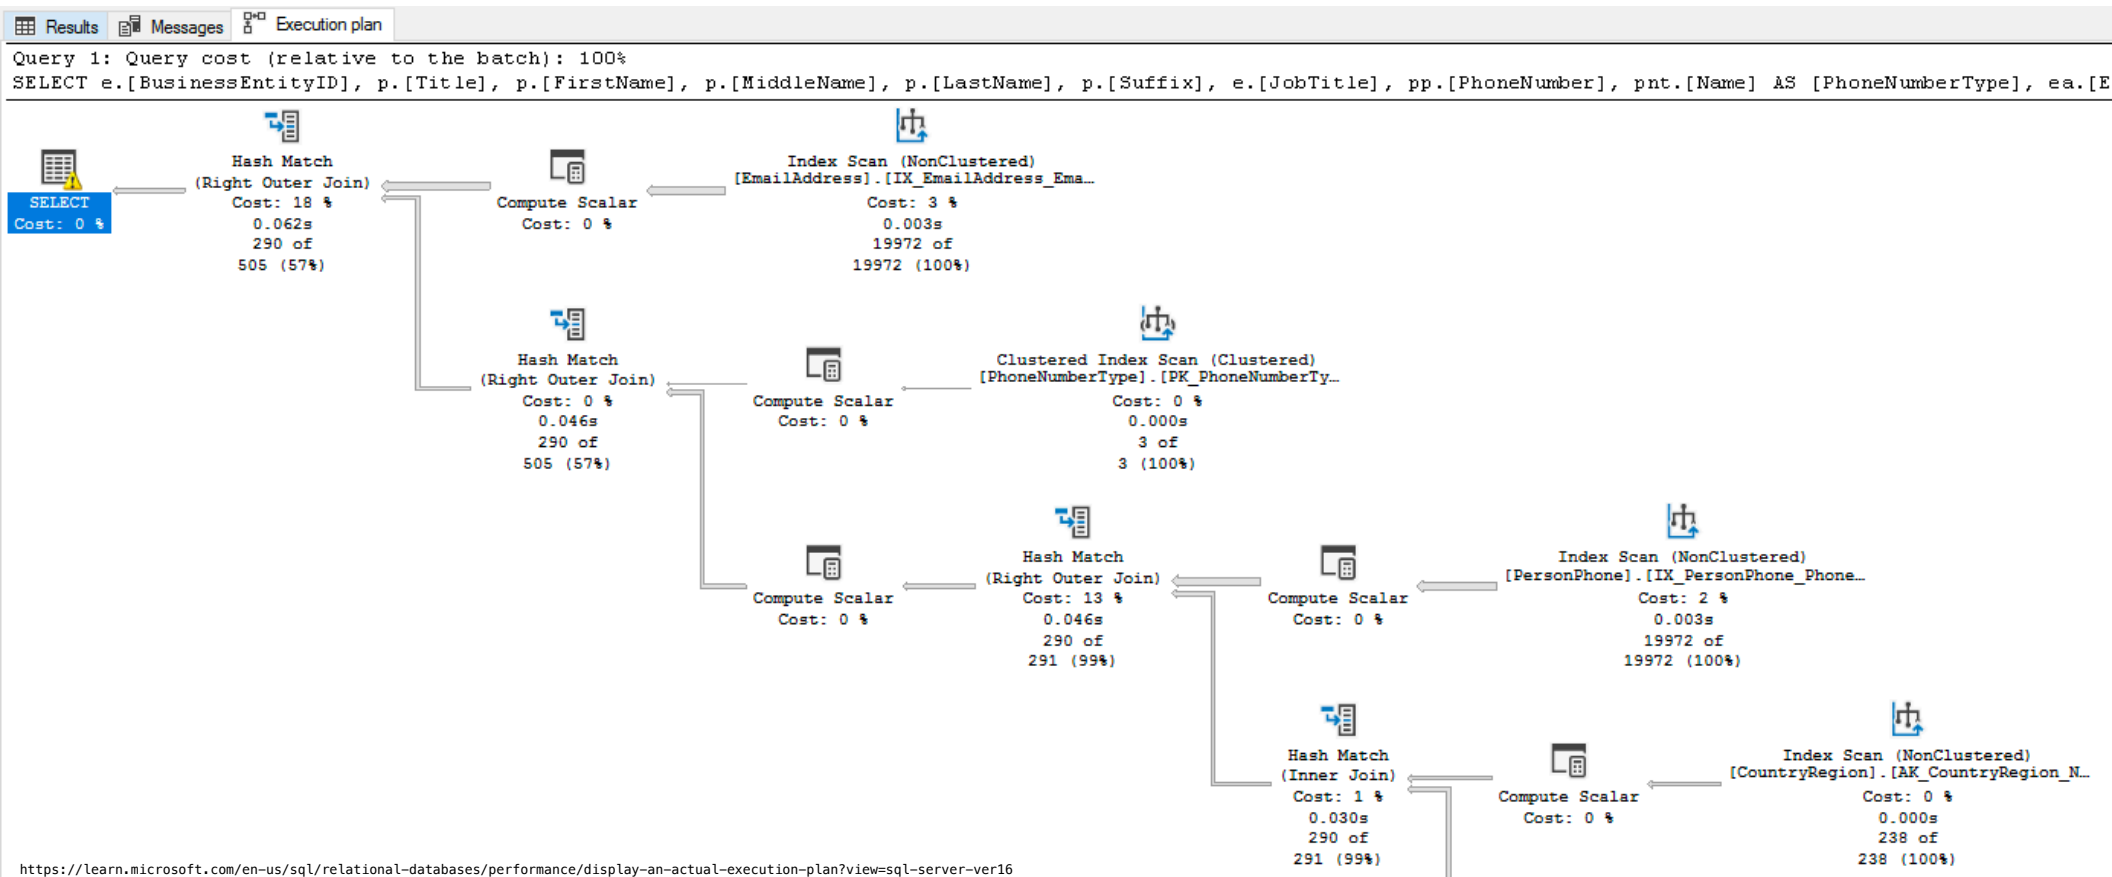 Results Messages Execution plan
Query 1: Query cost (relative to the batch): 100%
SELECT e.[BusinessEntityID], p.[Title], p.[FirstName], p.[MiddleName], p.[LastName], p.[Suffix], e.[JobTitle], pp.[PhoneNumber], pnt.[Name] AS [PhoneNumberType], ea.[E
SELECT
Cost: 0 %
Hash Match
(Right Outer Join)
Cost: 18 %
0.062s
290 of
505 (57%)
Compute Scalar
Cost: 0 %
Index Scan (NonClustered)
[EmailAddress].[IX_EmailAddress_Ema…
Cost: 3 %
0.003s
19972 of
19972 (100%)
Hash Match
(Right Outer Join)
Cost: 0 %
0.046s
290 of
505 (57%)
Compute Scalar
Cost: 0 %
Clustered Index Scan (Clustered)
[PhoneNumberType].[PK_PhoneNumberTy…
Cost: 0 %
0.000s
3 of
3 (100%)
Compute Scalar
Cost: 0 %
Hash Match
(Right Outer Join)
Cost: 13 %
0.046s
290 of
291 (99%)
Compute Scalar
Cost: 0 %
Index Scan (NonClustered)
[PersonPhone].[IX_PersonPhone_Phone…
Cost: 2 %
0.003s
19972 of
19972 (100%)
Hash Match
(Inner Join)
Cost: 1 %
0.030s
290 of
291 (99%)
Compute Scalar
Cost: 0 %
Index Scan (NonClustered)
[CountryRegion].[AK_CountryRegion_N…
Cost: 0 %
0.000s
238 of
238 (100%)
https://learn.microsoft.com/en-us/sql/relational-databases/performance/display-an-actual-execution-plan?view=sql-server-ver16